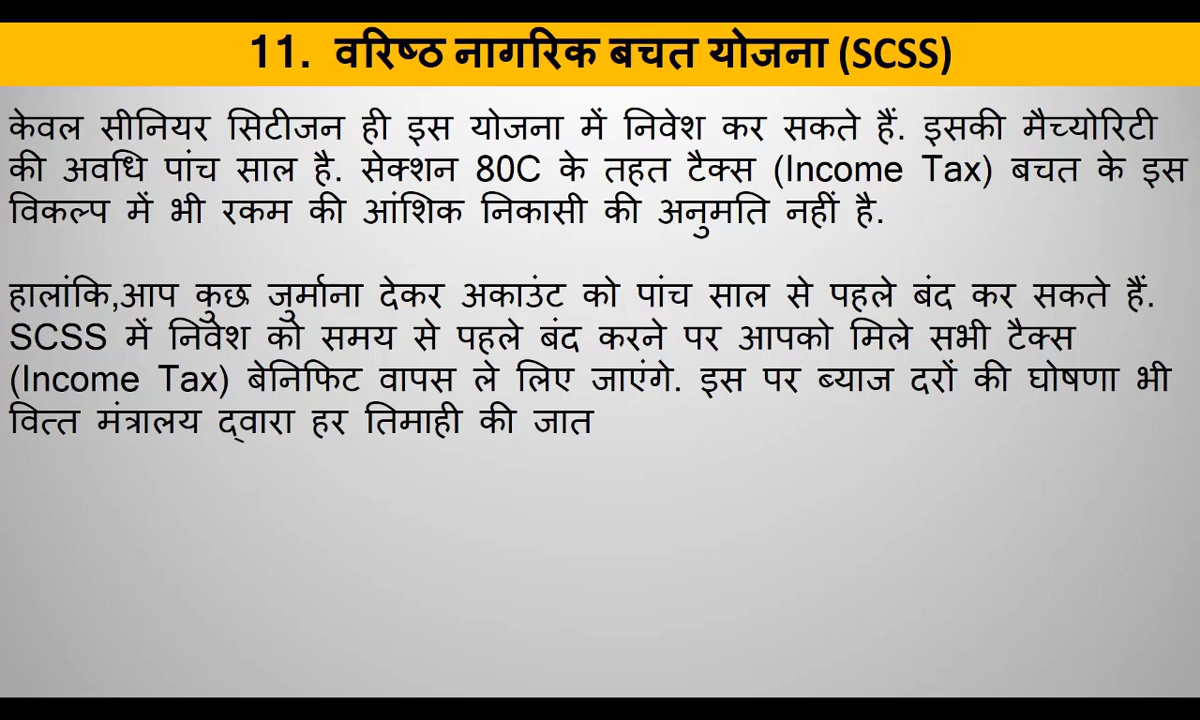 11. वरिष्ठ नागरिक बचत योजना (SCSS)
केवल सीनियर सिटीजन ही इस योजना में निवेश कर सकते हैं. इसकी मैच्योरिटी
की अवधि पांच साल है. सेक्शन 80C के तहत टैक्स (Income Tax) बचत के इस
विकल्प में भी रकम की आंशिक निकासी की अनुमति नहीं है.
हालांकि,आप कुछ जुर्माना देकर अकाउंट को पांच साल से पहले बंद कर सकते हैं.
SCSS में निवेश को समय से पहले बंद करने पर आपको मिले सभी टैक्स
(Income Tax) बेनिफिट वापस ले लिए जाएंगे. इस पर ब्याज दरों की घोषणा भी
वित्त मंत्रालय द्वारा हर तिमाही की जात